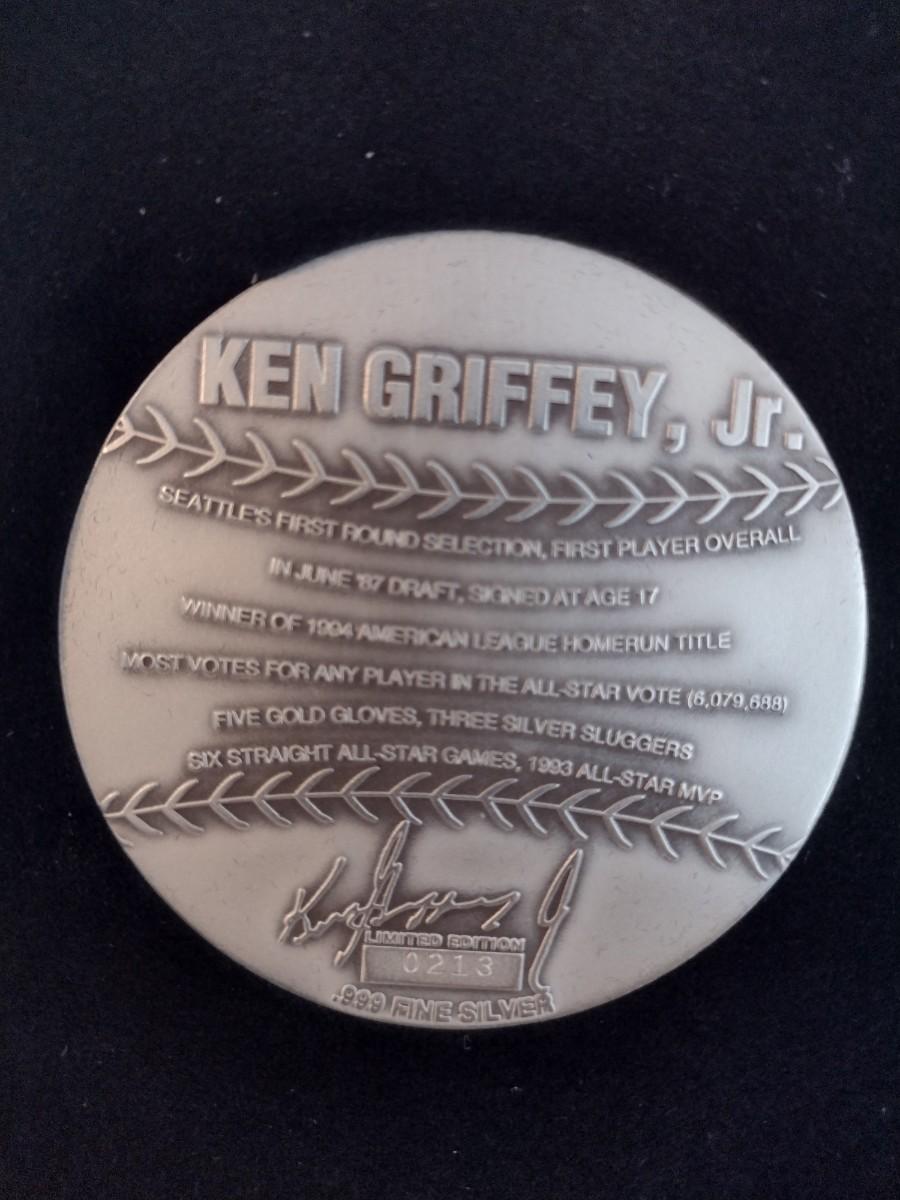 KEN GRIFFEY, Jr.
SEATTLE'S FIRST ROUND SELECTION, FIRST PLAYER OVERALL
IN JUNE '87 DRAFT, SIGNED AT AGE 17
WINNER OF 1994 AMERICAN LEAGUE HOMERUN TITLE
MOST VOTES FOR ANY PLAYER IN THE ALL-STAR VOTE (6,079,688)
FIVE GOLD GLOVES, THREE SILVER SLUGGERS
SIX STRAIGHT ALL-STAR GAMES, 1993 ALL-STAR MVP
Ken Griffey Jr
LIMITED EDITION
0213
.999 FINE SILVER